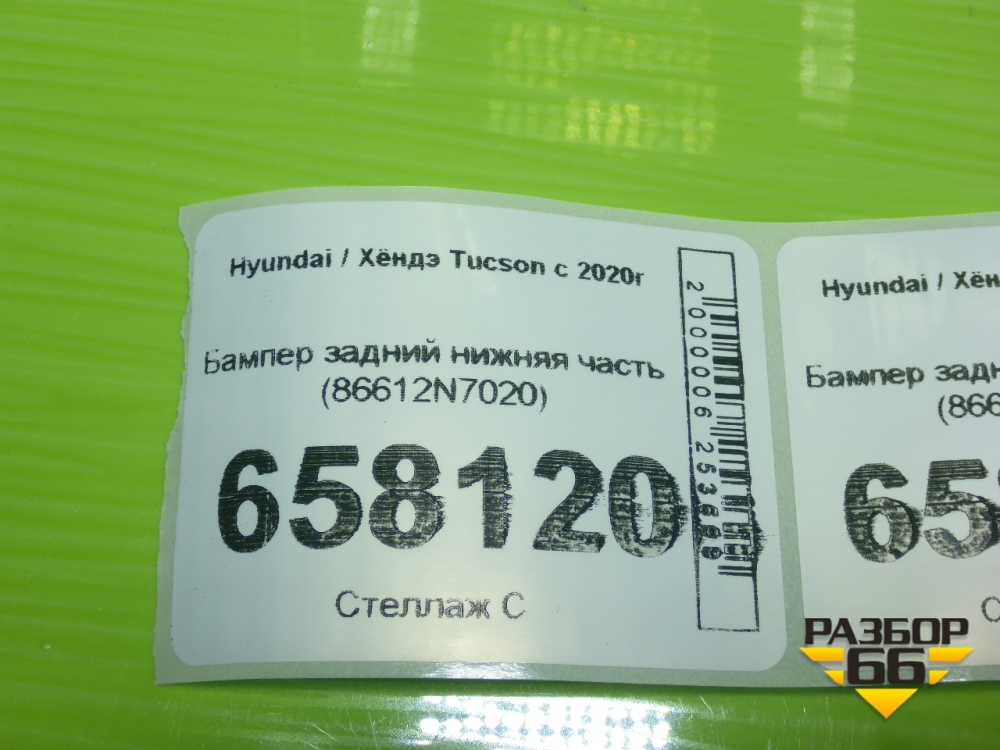 Hyundai / Хёндэ Tucson с 2020г
Бампер задний нижняя часть
(86612N7020)
658120
Стеллаж С
Hyundai / Хён
Бампер задн
(866
65
С
РАЗБОР
66